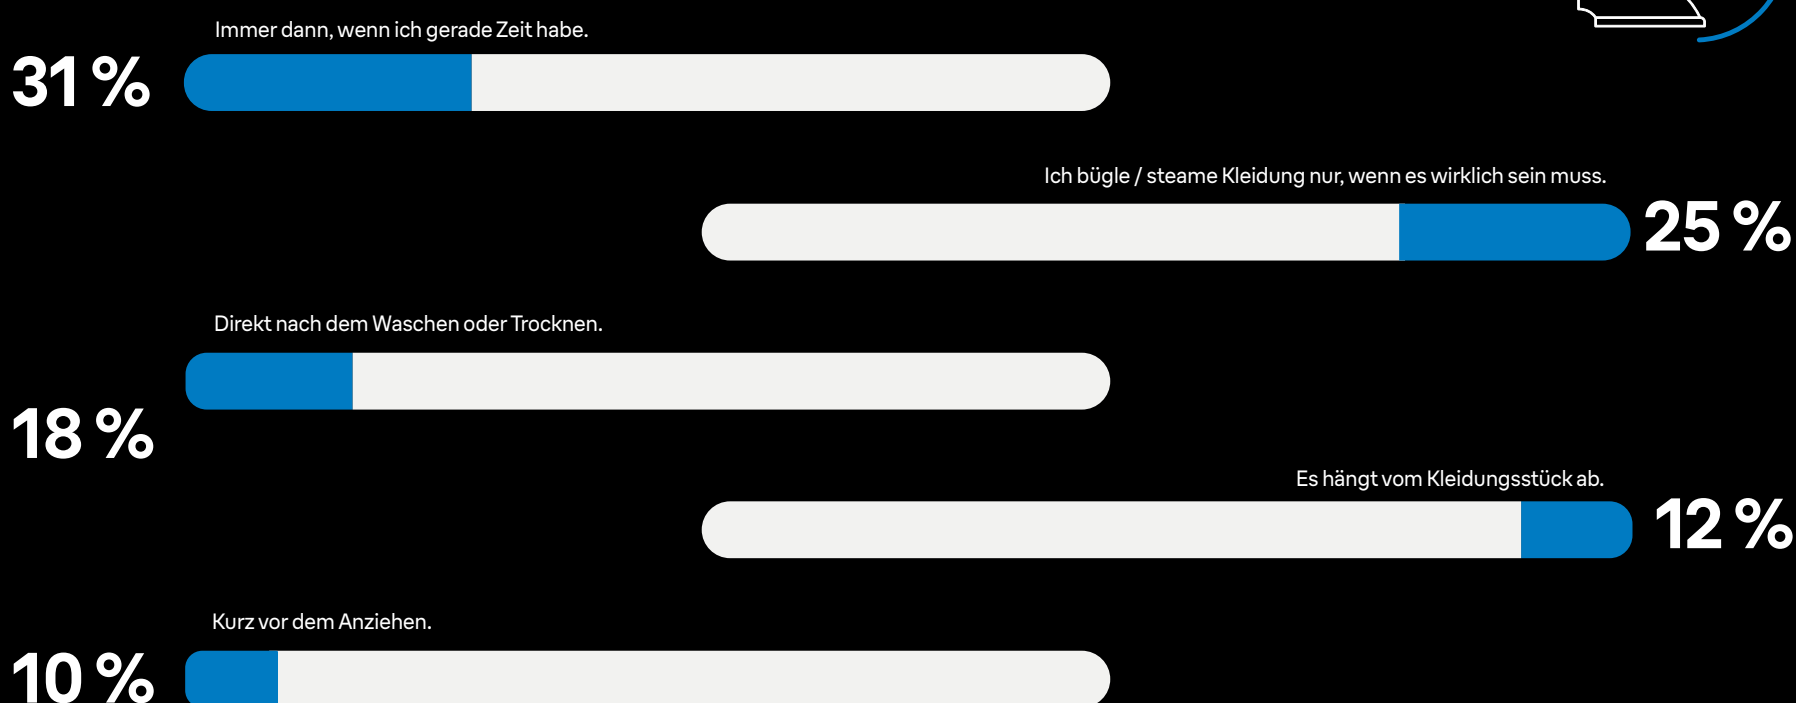 Immer dann, wenn ich gerade Zeit habe.
31 %
Ich bügle / steame Kleidung nur, wenn es wirklich sein muss.
25 %
Direkt nach dem Waschen oder Trocknen.
18 %
Es hängt vom Kleidungsstück ab.
12 %
Kurz vor dem Anziehen.
10 %